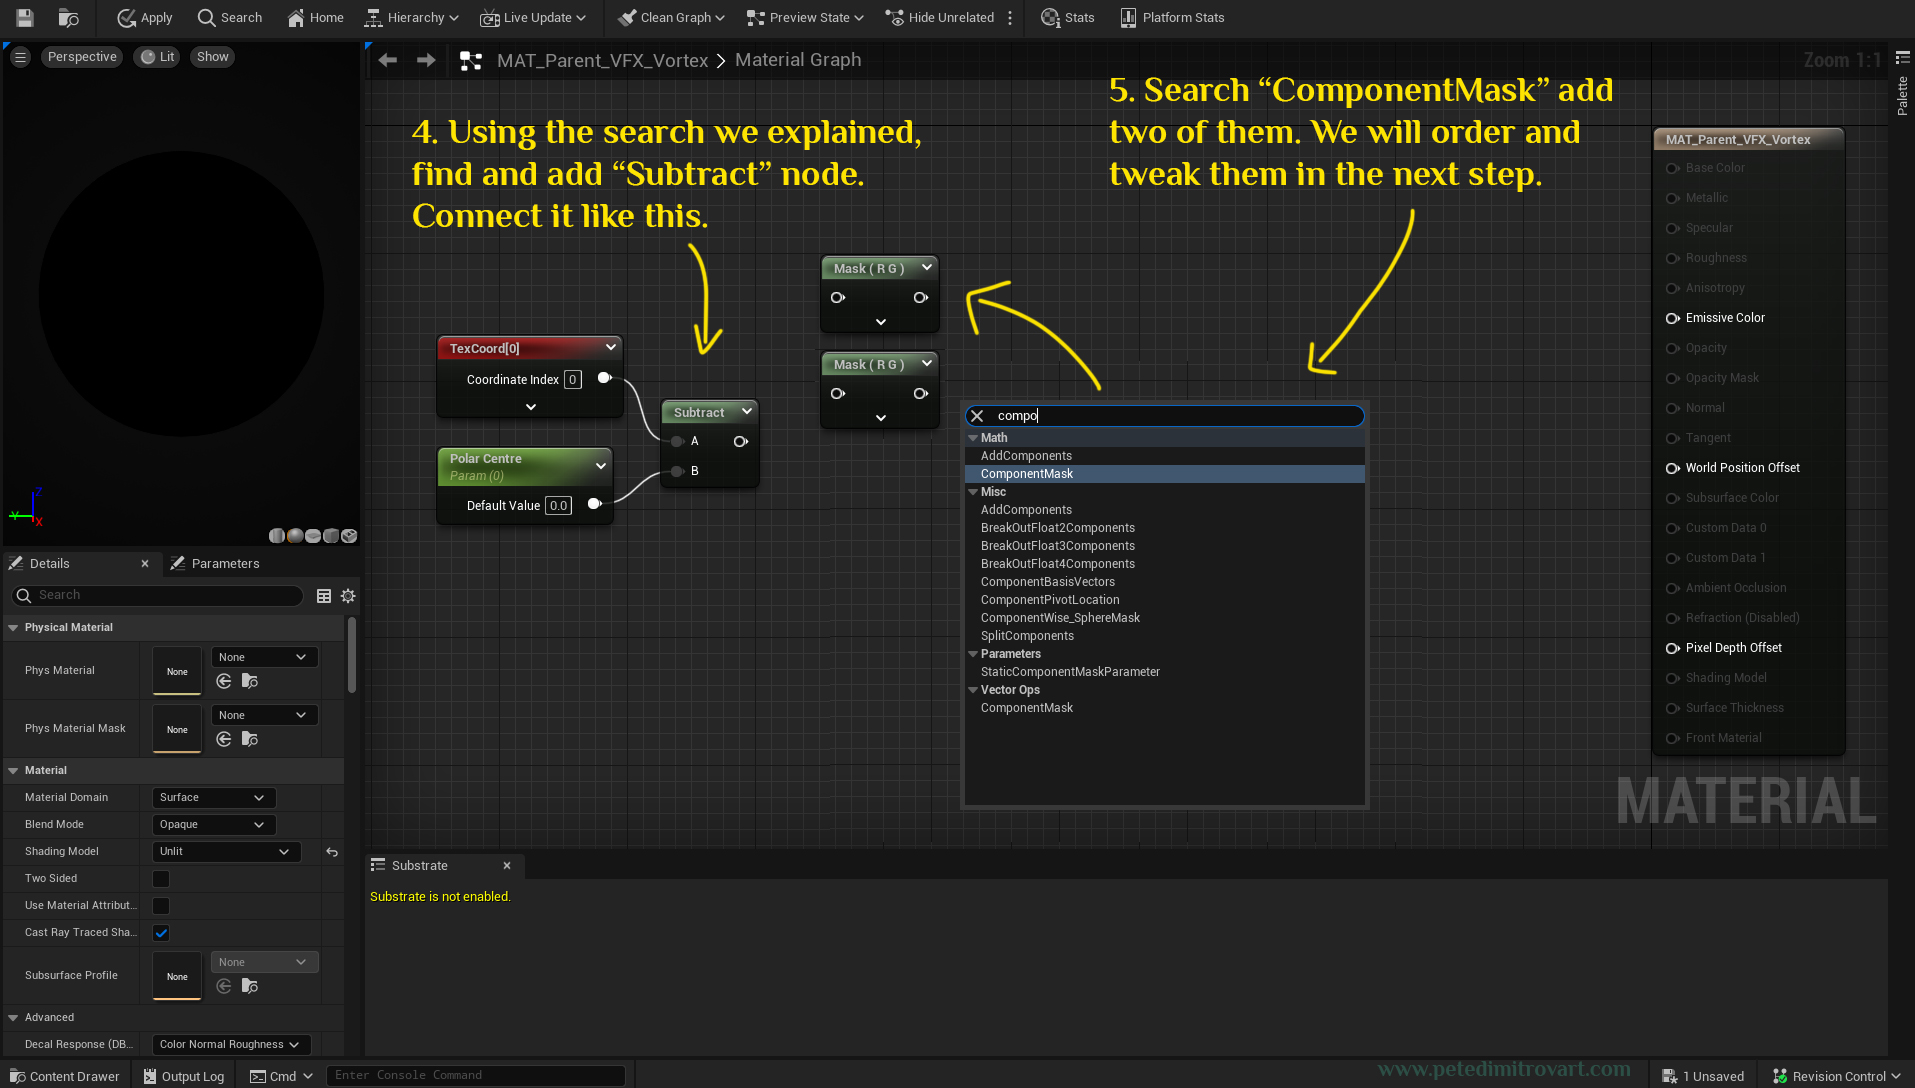 Apply
Search
Home
Hierarchy
Live Update
Clean Graph
Preview State
Hide Unrelated
Stats
Platform Stats
Perspective
Lit
Show
MAT_Parent_VFX_Vortex
Material Graph
Zoom 1:1
Palette
4. Using the search we explained,
find and add “Subtract” node.
Connect it like this.
5. Search “ComponentMask” add
two of them. We will order and
tweak them in the next step.
TexCoord[0]
Coordinate Index 0
Polar Centre
Param (0)
Default Value 0.0
Subtract
A
B
Mask ( R G )
Mask ( R G )
compo
Math
AddComponents
ComponentMask
Misc
AddComponents
BreakOutFloat2Components
BreakOutFloat3Components
BreakOutFloat4Components
ComponentBasisVectors
ComponentPivotLocation
ComponentWise_SphereMask
SplitComponents
Parameters
StaticComponentMaskParameter
Vector Ops
ComponentMask
MAT_Parent_VFX_Vortex
Base Color
Metallic
Specular
Roughness
Anisotropy
Emissive Color
Opacity
Opacity Mask
Normal
Tangent
World Position Offset
Subsurface Color
Custom Data 0
Custom Data 1
Ambient Occlusion
Refraction (Disabled)
Pixel Depth Offset
Shading Model
Surface Thickness
Front Material
MATERIAL
Z
Y
X
Details
Parameters
Search
Physical Material
Phys Material
None
None
Phys Material Mask
None
None
Material
Material Domain
Surface
Blend Mode
Opaque
Shading Model
Unlit
Two Sided
Use Material Attribut...
Cast Ray Traced Sha...
Subsurface Profile
None
None
Advanced
Decal Response (DB...
Color Normal Roughness
Substrate
Substrate is not enabled.
www.petedimitrovart.com
Content Drawer
Output Log
Cmd
Enter Console Command
1 Unsaved
Revision Control